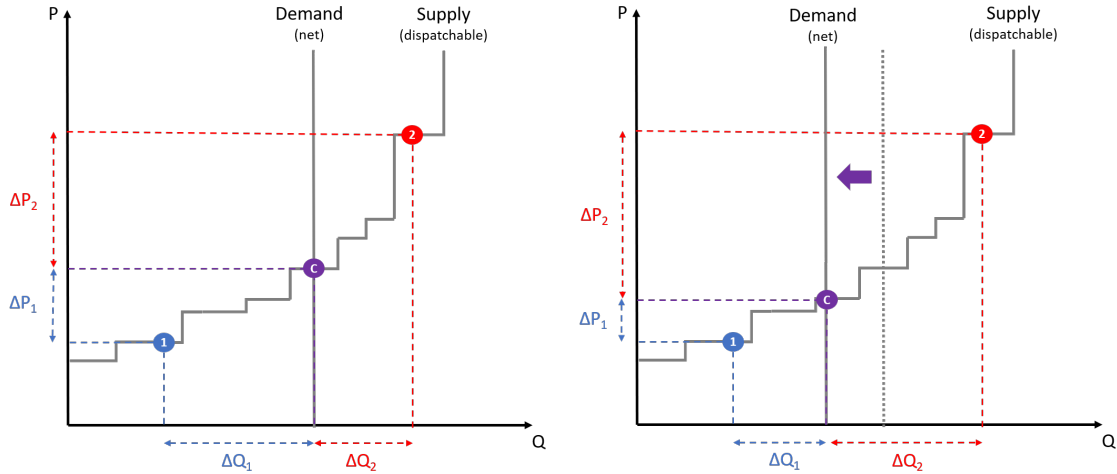 P
Demand
(net)
Supply
(dispatchable)
2
ΔP₂
C
ΔP₁
1
Q
ΔQ₁
ΔQ₂
P
Demand
(net)
Supply
(dispatchable)
2
ΔP₂
C
ΔP₁
1
Q
ΔQ₁
ΔQ₂